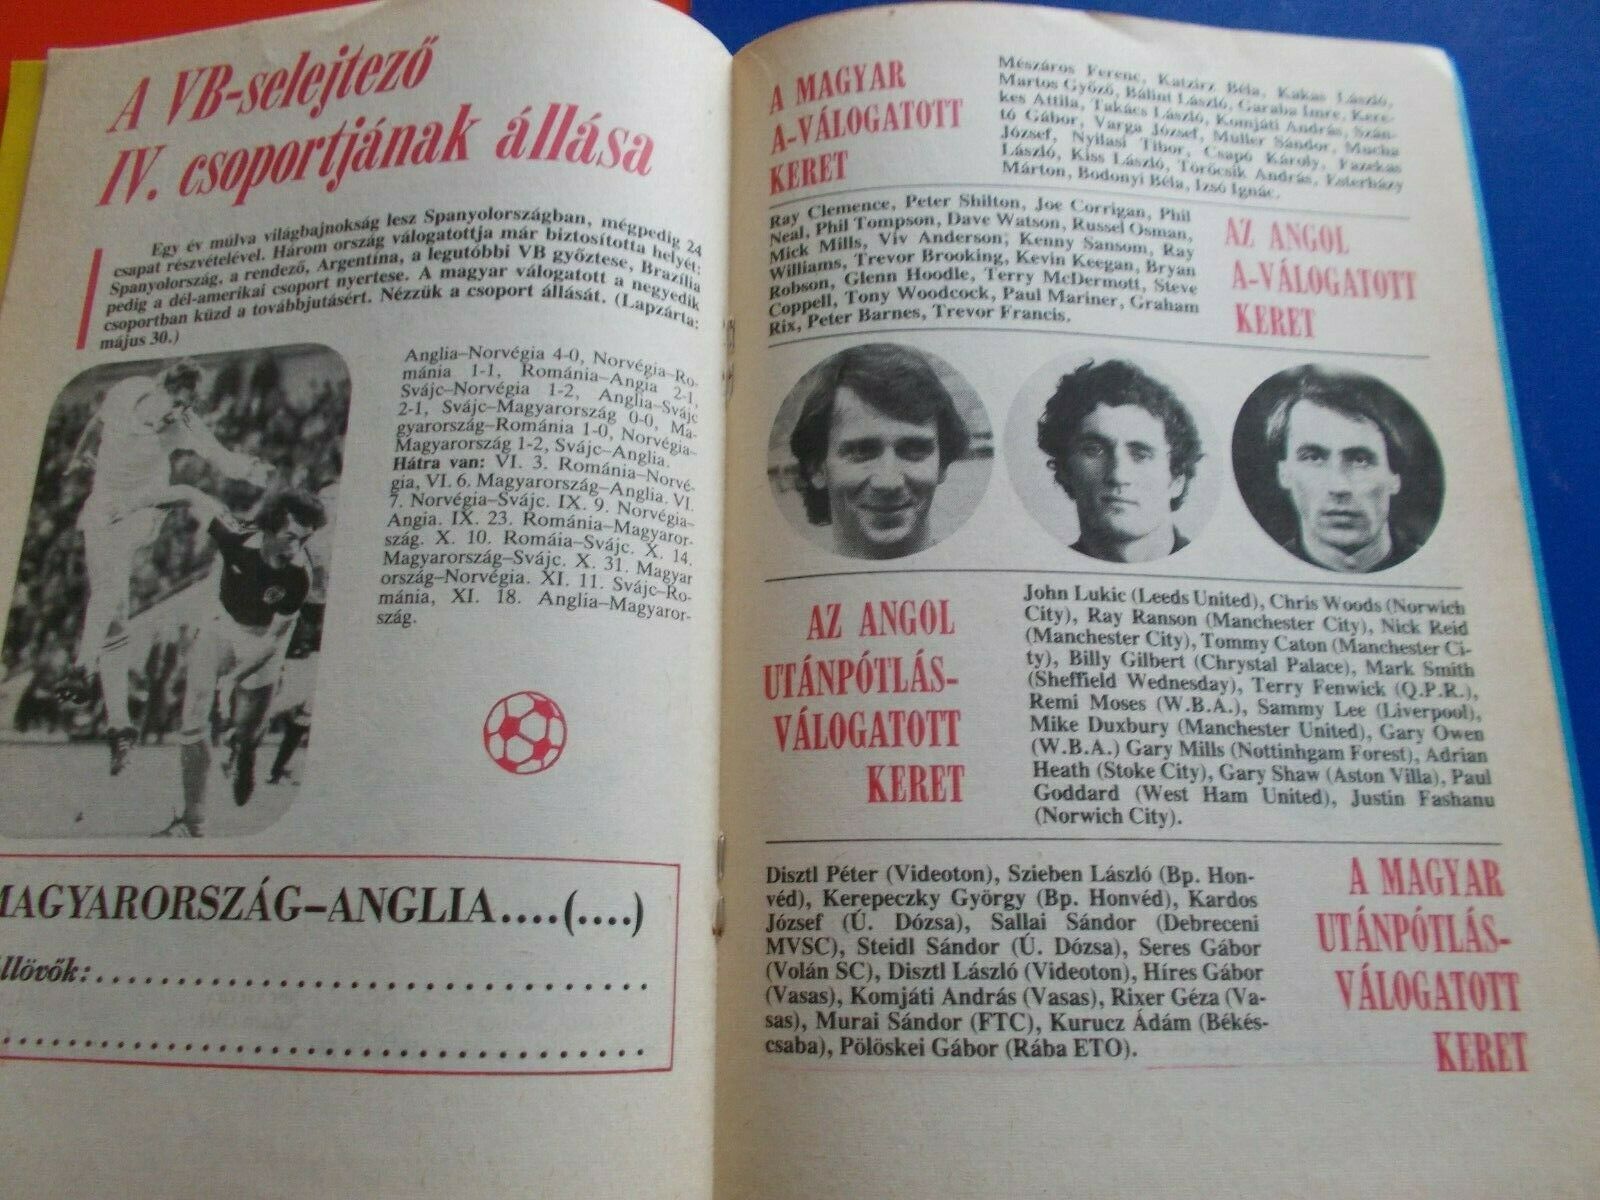 A VB-selejtező
IV. csoportjának állása
Egy év múlva világbajnokság lesz Spanyolországban, mégpedig 24
csapat részvételével. Három ország válogatottja már biztosította helyét:
Spanyolország, a rendező, Argentína, a legutóbbi VB győztese, Brazília
pedig a dél-amerikai csoport nyertese. A magyar válogatott a negyedik
csoportban küzd a továbbjutásért. Nézzük a csoport állását. (Lapzárta:
május 30.)
Anglia–Norvégia 4-0, Norvégia–Ro-
mánia 1-1, Románia–Angia 2-1,
Svájc–Norvégia 1-2, Anglia–Svájc
2-1, Svájc–Magyarország 0-0, Ma-
gyarország–Románia 1-0, Norvégia–
Magyarország 1-2, Svájc–Anglia.
Hátra van: VI. 3. Románia–Norvé-
gia, VI. 6. Magyarország–Anglia. VI.
7. Norvégia–Svájc. IX. 9. Norvégia–
Angia. IX. 23. Románia–Magyaror-
szág. X. 10. Romáia–Svájc. X. 14.
Magyarország–Svájc. X. 31. Magyar
ország–Norvégia. XI. 11. Svájc–Ro-
mánia, XI. 18. Anglia–Magyaror-
szág.
MAGYARORSZÁG–ANGLIA....(....)
llövők:
A MAGYAR
A-VÁLOGATOTT
KERET
Mészáros Ferenc, Katzirz Béla, Kakas László,
Martos Győző, Bálint László, Garaba Imre, Kere-
kes Attila, Takács László, Komjáti András, Szán-
tó Gábor, Varga József, Müller Sándor, Mucha
József, Nyilasi Tibor, Csapó Károly, Fazekas
László, Kiss László, Törőcsik András, Esterházy
Márton, Bodonyi Béla, Izsó Ignác.
Ray Clemence, Peter Shilton, Joe Corrigan, Phil
Neal, Phil Tompson, Dave Watson, Russel Osman,
Mick Mills, Viv Anderson, Kenny Sansom, Ray
Williams, Trevor Brooking, Kevin Keegan, Bryan
Robson, Glenn Hoodle, Terry McDermott, Steve
Coppell, Tony Woodcock, Paul Mariner, Graham
Rix, Peter Barnes, Trevor Francis.
AZ ANGOL
A-VÁLOGATOTT
KERET
AZ ANGOL
UTÁNPÓTLÁS-
VÁLOGATOTT
KERET
John Lukic (Leeds United), Chris Woods (Norwich
City), Ray Ranson (Manchester City), Nick Reid
(Manchester City), Tommy Caton (Manchester Ci-
ty), Billy Gilbert (Chrystal Palace), Mark Smith
(Sheffield Wednesday), Terry Fenwick (Q.P.R.),
Remi Moses (W.B.A.), Sammy Lee (Liverpool),
Mike Duxbury (Manchester United), Gary Owen
(W.B.A.) Gary Mills (Nottinhgam Forest), Adrian
Heath (Stoke City), Gary Shaw (Aston Villa), Paul
Goddard (West Ham United), Justin Fashanu
(Norwich City).
Disztl Péter (Videoton), Szieben László (Bp. Hon-
véd), Kerepeczky György (Bp. Honvéd), Kardos
József (Ú. Dózsa), Sallai Sándor (Debreceni
MVSC), Steidl Sándor (Ú. Dózsa), Seres Gábor
(Volán SC), Disztl László (Videoton), Híres Gábor
(Vasas), Komjáti András (Vasas), Rixer Géza (Va-
sas), Murai Sándor (FTC), Kurucz Ádám (Békés-
csaba), Pölöskei Gábor (Rába ETO).
A MAGYAR
UTÁNPÓTLÁS-
VÁLOGATOTT
KERET